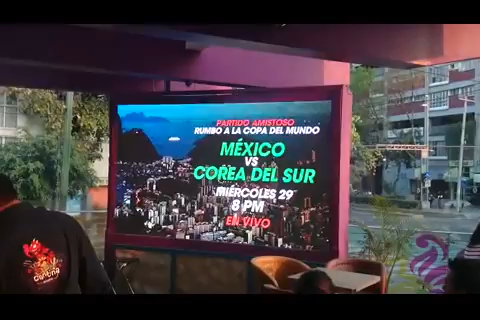 PARTIDO AMISTOSO
RUMBO A LA COPA DEL MUNDO
MÉXICO
VS
COREA DEL SUR
MIÉRCOLES 29
8 PM
EN VIVO